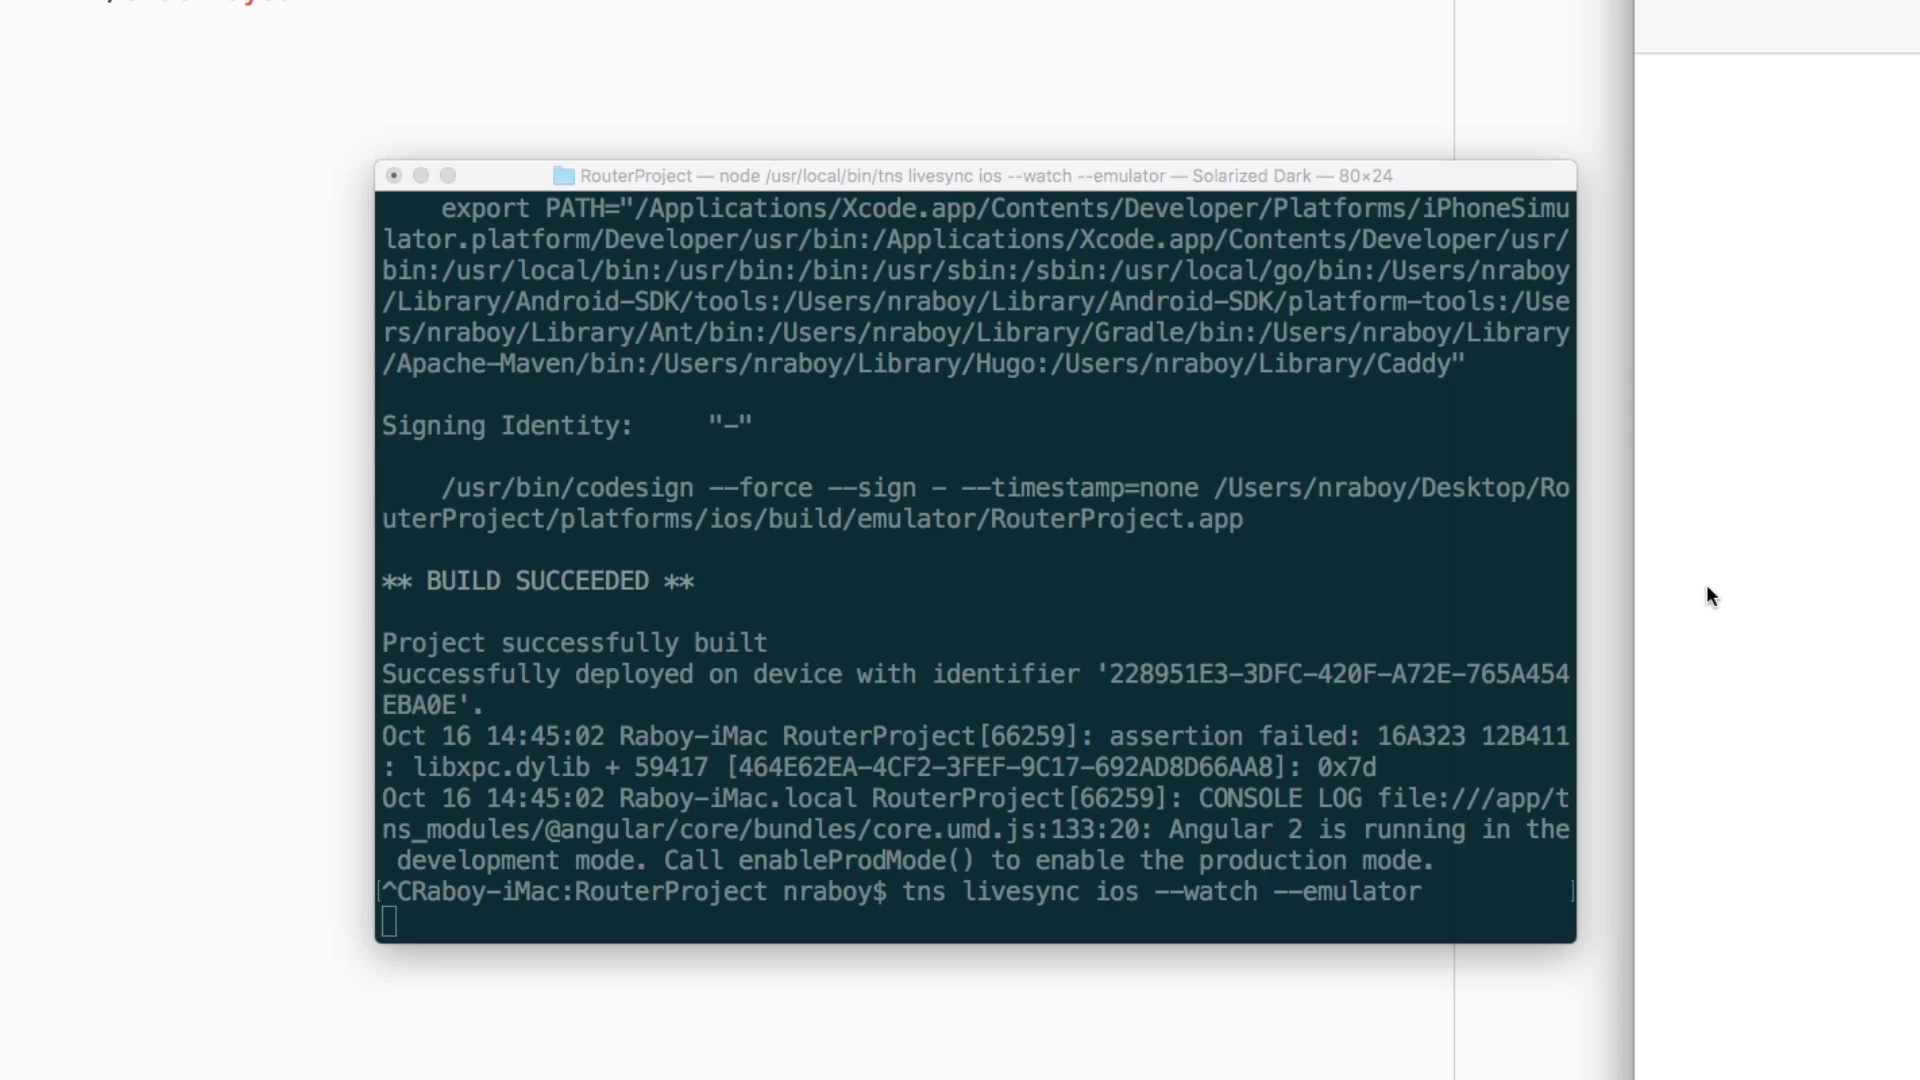 RouterProject — node /usr/local/bin/tns livesync ios --watch --emulator — Solarized Dark — 80×24
export PATH="/Applications/Xcode.app/Contents/Developer/Platforms/iPhoneSimu
lator.platform/Developer/usr/bin:/Applications/Xcode.app/Contents/Developer/usr/
bin:/usr/local/bin:/usr/bin:/bin:/usr/sbin:/sbin:/usr/local/go/bin:/Users/nraboy
/Library/Android-SDK/tools:/Users/nraboy/Library/Android-SDK/platform-tools:/Use
rs/nraboy/Library/Ant/bin:/Users/nraboy/Library/Gradle/bin:/Users/nraboy/Library
/Apache-Maven/bin:/Users/nraboy/Library/Hugo:/Users/nraboy/Library/Caddy"
Signing Identity:     "-"
/usr/bin/codesign --force --sign - --timestamp=none /Users/nraboy/Desktop/Ro
uterProject/platforms/ios/build/emulator/RouterProject.app
** BUILD SUCCEEDED **
Project successfully built
Successfully deployed on device with identifier '228951E3-3DFC-420F-A72E-765A454
EBA0E'.
Oct 16 14:45:02 Raboy-iMac RouterProject[66259]: assertion failed: 16A323 12B411
: libxpc.dylib + 59417 [464E62EA-4CF2-3FEF-9C17-692AD8D66AA8]: 0x7d
Oct 16 14:45:02 Raboy-iMac.local RouterProject[66259]: CONSOLE LOG file:///app/t
ns_modules/@angular/core/bundles/core.umd.js:133:20: Angular 2 is running in the
development mode. Call enableProdMode() to enable the production mode.
[^CRaboy-iMac:RouterProject nraboy$ tns livesync ios --watch --emulator ]